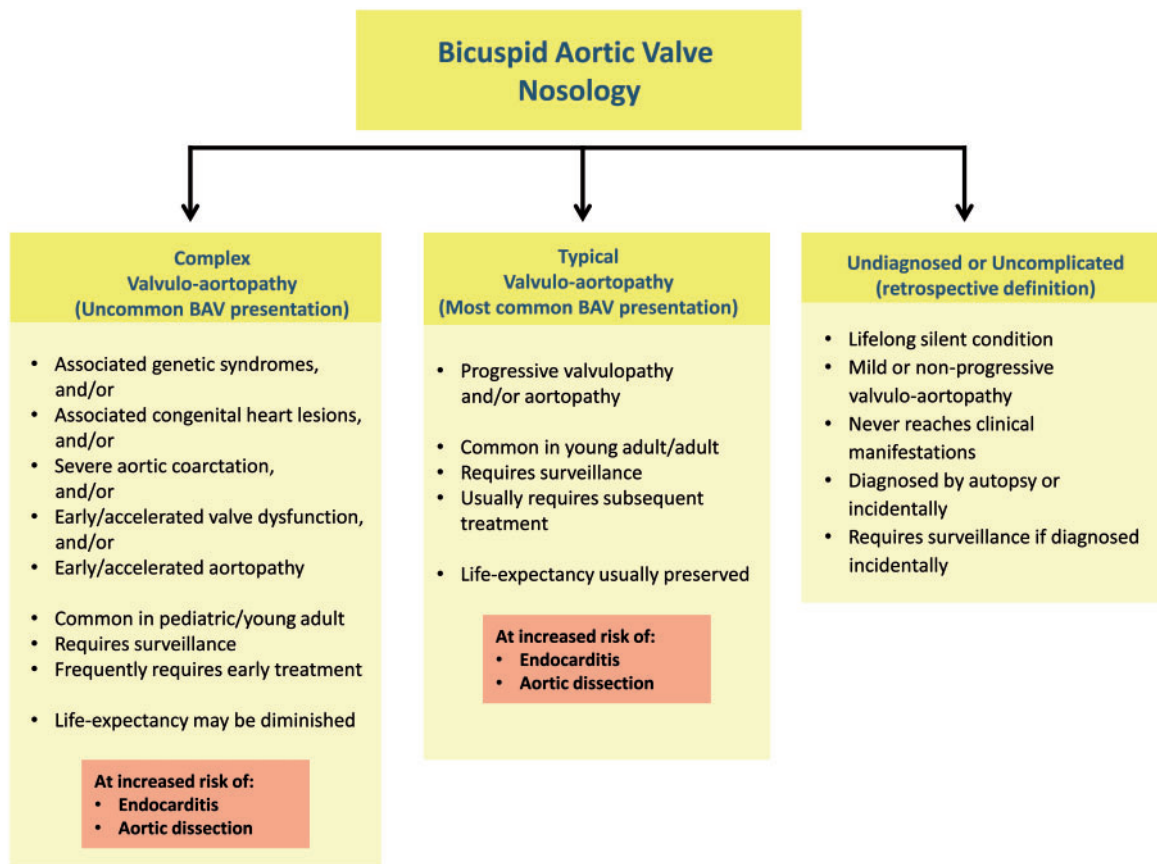 Bicuspid Aortic Valve
Nosology
Complex
Valvulo-aortopathy
(Uncommon BAV presentation)
• Associated genetic syndromes,
and/or
• Associated congenital heart lesions,
and/or
• Severe aortic coarctation,
and/or
• Early/accelerated valve dysfunction,
and/or
• Early/accelerated aortopathy
• Common in pediatric/young adult
• Requires surveillance
• Frequently requires early treatment
• Life-expectancy may be diminished
At increased risk of:
• Endocarditis
• Aortic dissection
Typical
Valvulo-aortopathy
(Most common BAV presentation)
• Progressive valvulopathy
and/or aortopathy
• Common in young adult/adult
• Requires surveillance
• Usually requires subsequent
treatment
• Life-expectancy usually preserved
At increased risk of:
• Endocarditis
• Aortic dissection
Undiagnosed or Uncomplicated
(retrospective definition)
• Lifelong silent condition
• Mild or non-progressive
valvulo-aortopathy
• Never reaches clinical
manifestations
• Diagnosed by autopsy or
incidentally
• Requires surveillance if diagnosed
incidentally